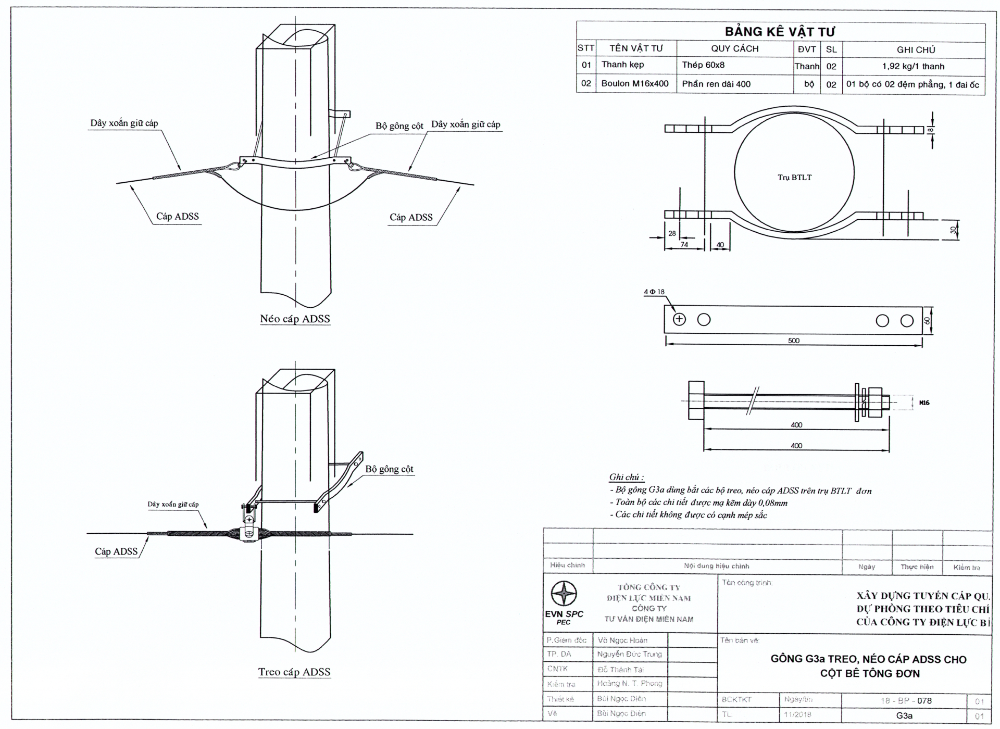 BẢNG KÊ VẬT TƯ
STT TÊN VẬT TƯ QUY CÁCH ĐVT SL GHI CHÚ
01 Thanh kẹp Thép 60x8 Thanh 02 1,92 kg/1 thanh
02 Boulon M16x400 Phần ren dài 400 bộ 02 01 bộ có 02 đệm phẳng, 1 đai ốc
Dây xoắn giữ cáp
Bộ gông cột
Dây xoắn giữ cáp
Cáp ADSS
Cáp ADSS
Néo cáp ADSS
8
Trụ BTLT
30
28
74
40
4 Φ 18
60
500
M16
400
400
Bộ gông cột
Dây xoắn giữ cáp
Cáp ADSS
Treo cáp ADSS
Ghi chú :
- Bộ gông G3a dùng bắt các bộ treo, néo cáp ADSS trên trụ BTLT đơn
- Toàn bộ các chi tiết được mạ kẽm dày 0,08mm
- Các chi tiết không được có cạnh mép sắc
Hiệu chỉnh Nội dung hiệu chỉnh Ngày Thực hiện Kiểm tra
EVN SPC
PEC
TỔNG CÔNG TY
ĐIỆN LỰC MIỀN NAM
CÔNG TY
TƯ VẤN ĐIỆN MIỀN NAM
Tên công trình:
XÂY DỰNG TUYẾN CÁP QU.
DỰ PHÒNG THEO TIÊU CHÍ
CỦA CÔNG TY ĐIỆN LỰC BÌ
P.Giám đốc Võ Ngọc Hoàn
TP. DA Nguyễn Đức Trung
CNTK Đỗ Thành Tài
Kiểm tra Hoàng N. T. Phong
Thiết kế Bùi Ngọc Diên
Vẽ Bùi Ngọc Diên
Tên bản vẽ:
GÔNG G3a TREO, NÉO CÁP ADSS CHO
CỘT BÊ TÔNG ĐƠN
BCKTKT Ngày/t/n 18 - BP - 078 01
TL. 11/2018 G3a 01